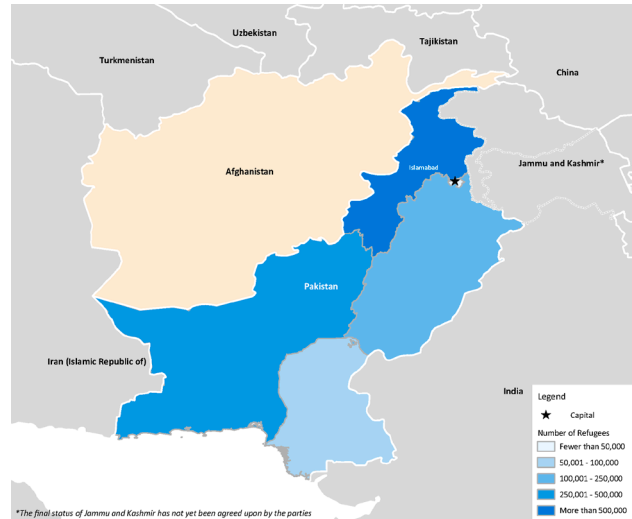 Uzbekistan
Tajikistan
Turkmenistan
China
Islamabad
Jammu and Kashmir*
Afghanistan
Pakistan
Iran (Islamic Republic of)
India
Legend
Capital
Number of Refugees
Fewer than 50,000
50,001 - 100,000
100,001 - 250,000
250,001 - 500,000
More than 500,000
*The final status of Jammu and Kashmir has not yet been agreed upon by the parties